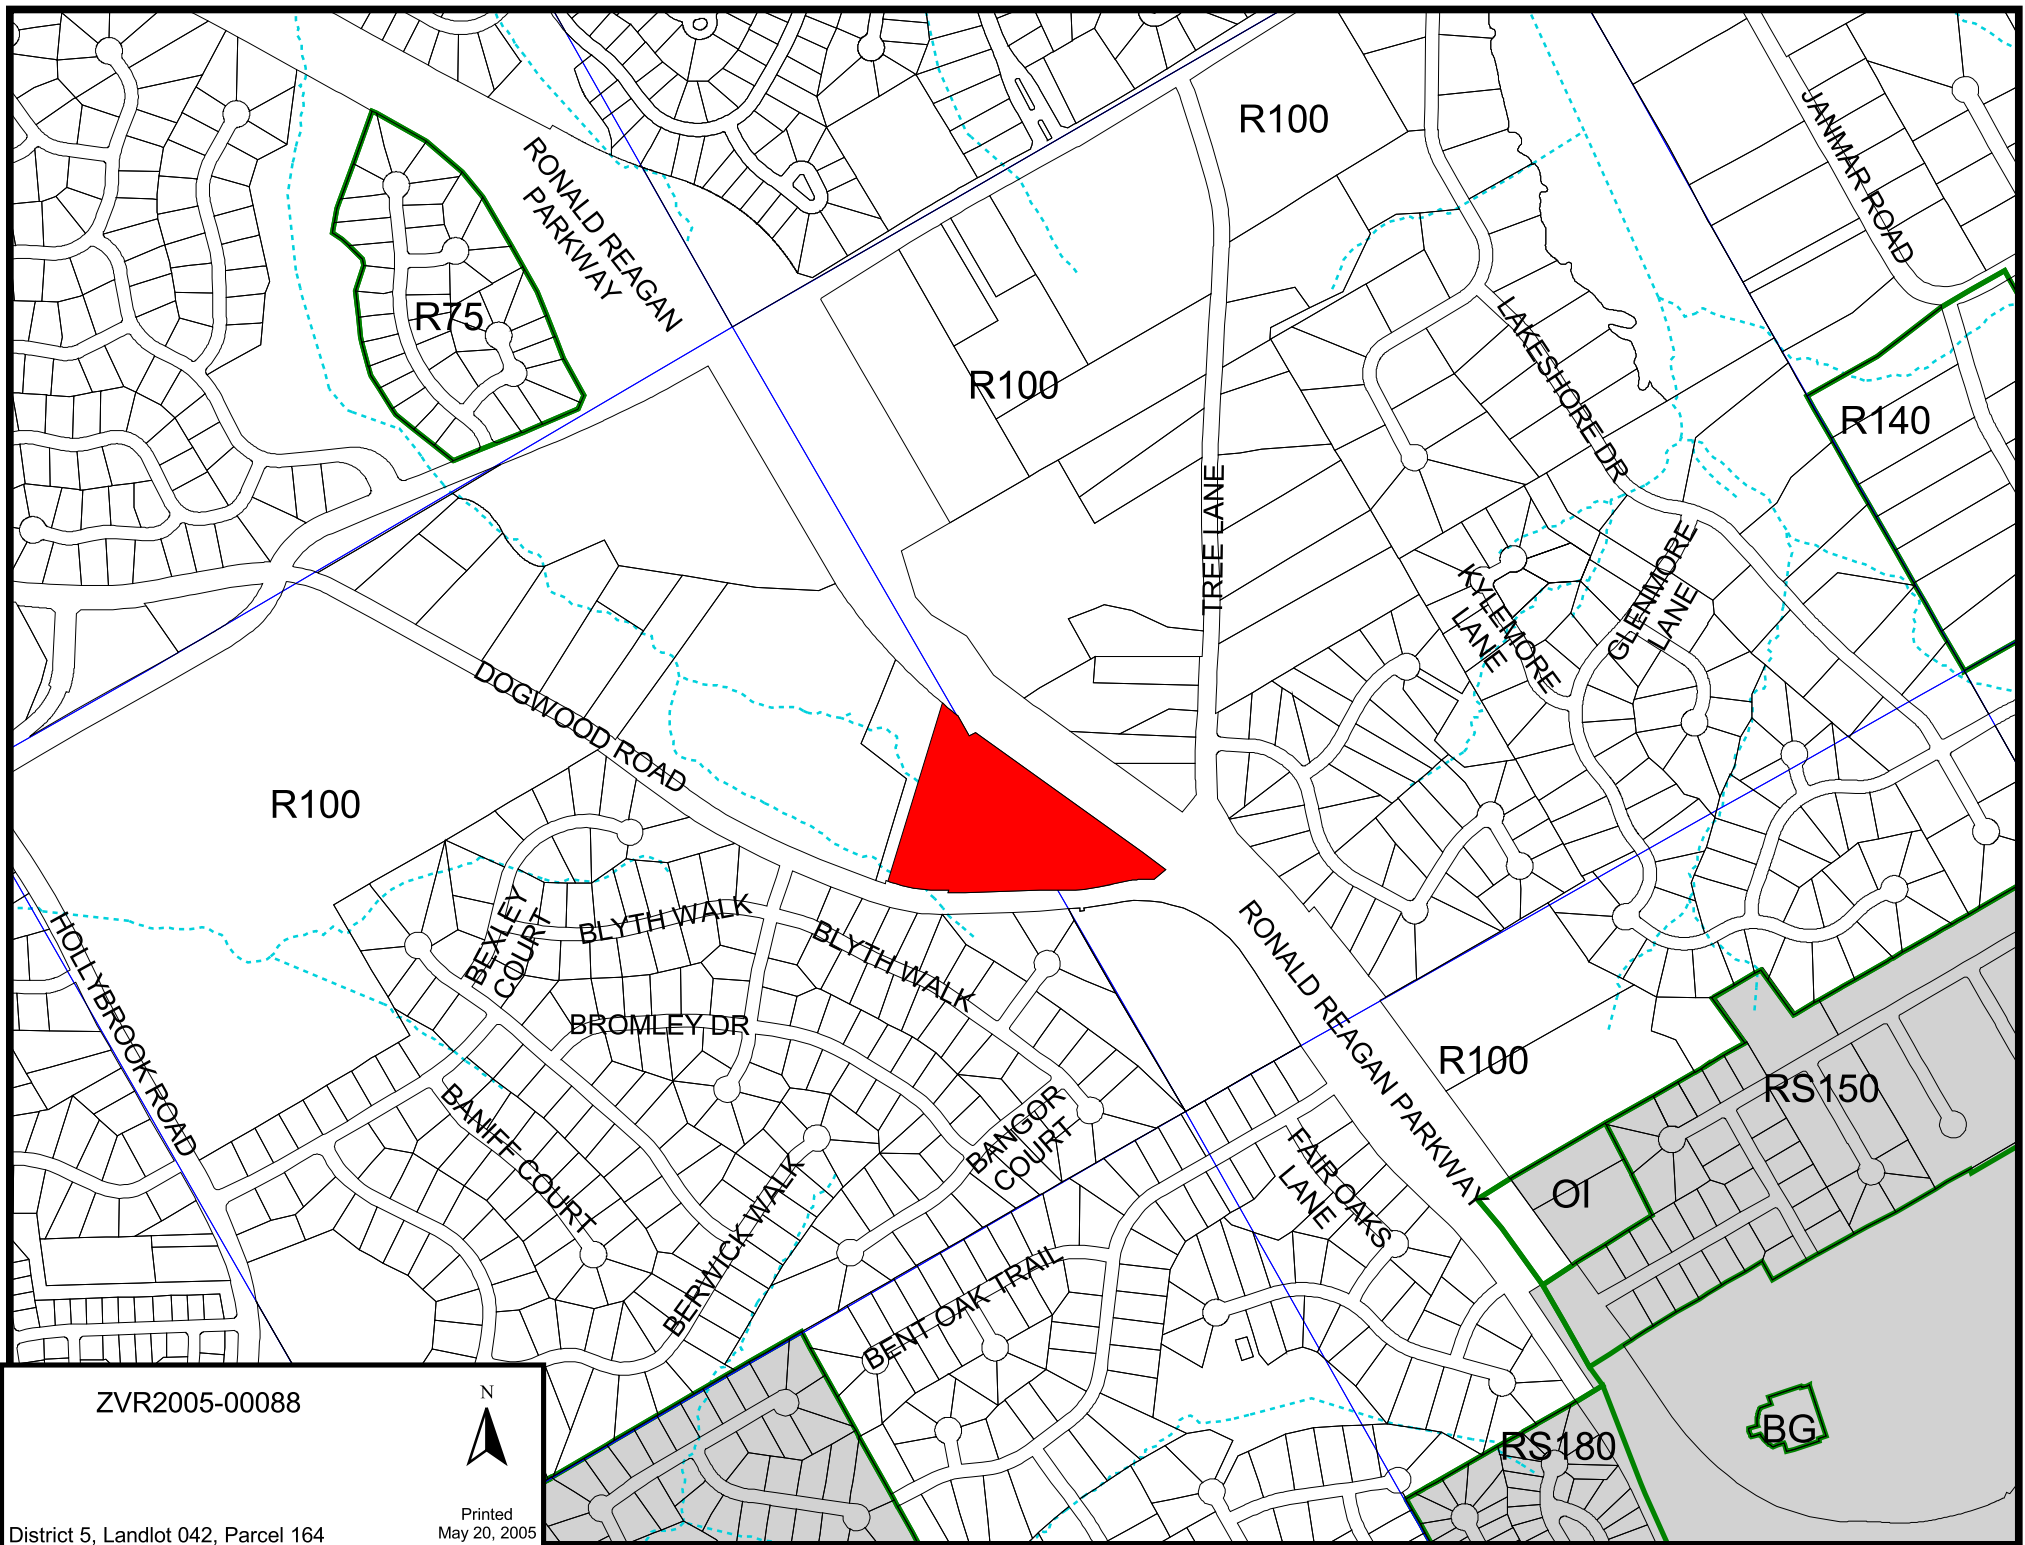 R100
JANMAR ROAD
RONALD REAGAN
PARKWAY
R75
R100
LAKESHORE DR
R140
TREE LANE
KYLEMORE
LANE
GLENMORE
LANE
DOGWOOD ROAD
R100
BEXLEY
COURT
BLYTH WALK
BLYTH WALK
HOLLYBROOK ROAD
RONALD REAGAN PARKWAY
BROMLEY DR
R100
RS150
BANIFF COURT
BANGOR
COURT
FAIR OAKS
LANE
OI
BERWICK WALK
BENT OAK TRAIL
RS180
BG
ZVR2005-00088
N
Printed
May 20, 2005
District 5, Landlot 042, Parcel 164